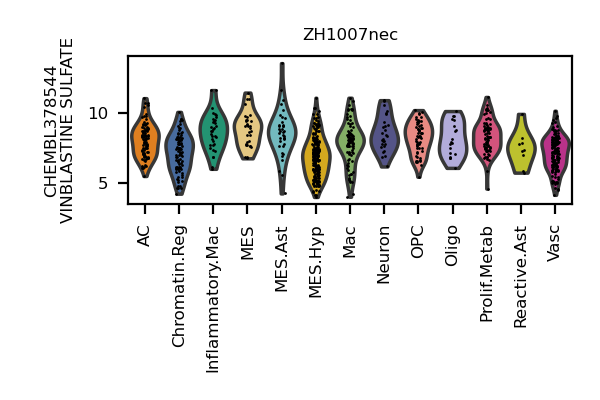 ZH1007nec
CHEMBL378544
VINBLASTINE SULFATE
10
5
AC
Chromatin.Reg
Inflammatory.Mac
MES
MES.Ast
MES.Hyp
Mac
Neuron
OPC
Oligo
Prolif.Metab
Reactive.Ast
Vasc